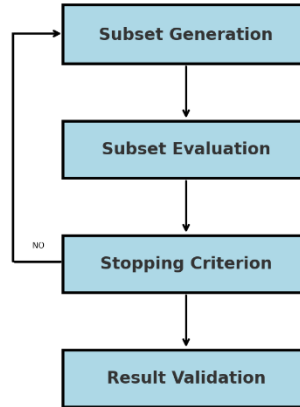 Subset Generation
Subset Evaluation
NO
Stopping Criterion
Result Validation